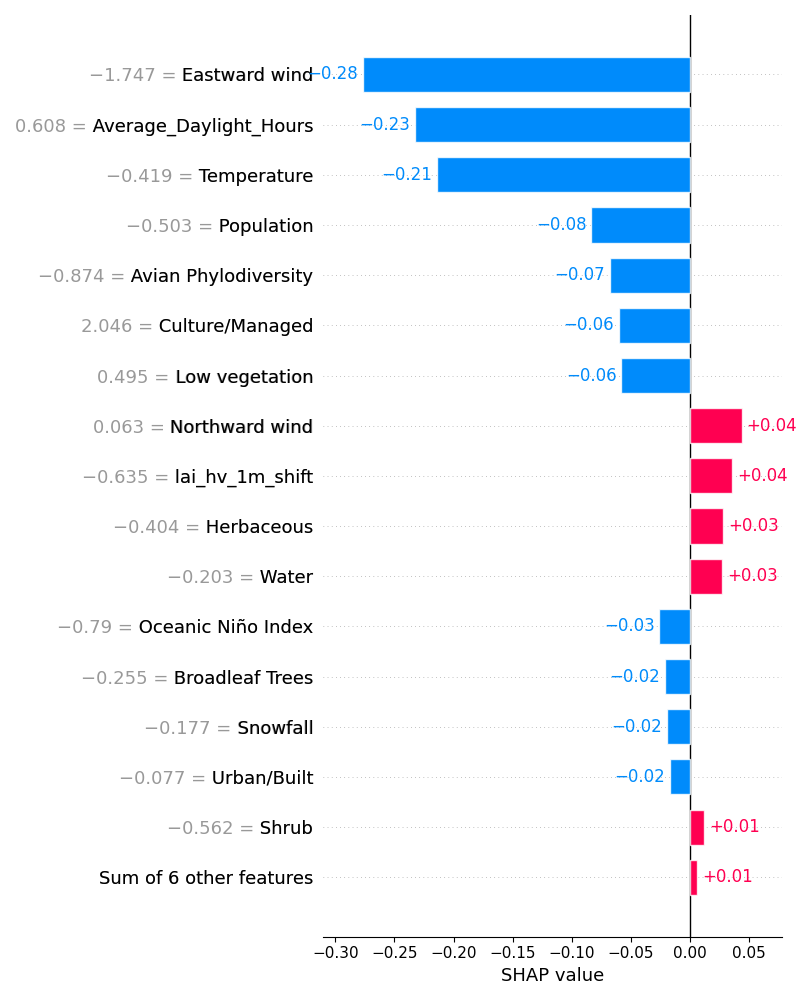 −1.747 = Eastward wind −0.28
0.608 = Average_Daylight_Hours −0.23
−0.419 = Temperature −0.21
−0.503 = Population −0.08
−0.874 = Avian Phylodiversity −0.07
2.046 = Culture/Managed −0.06
0.495 = Low vegetation −0.06
0.063 = Northward wind +0.04
−0.635 = lai_hv_1m_shift +0.04
−0.404 = Herbaceous +0.03
−0.203 = Water +0.03
−0.79 = Oceanic Niño Index −0.03
−0.255 = Broadleaf Trees −0.02
−0.177 = Snowfall −0.02
−0.077 = Urban/Built −0.02
−0.562 = Shrub +0.01
Sum of 6 other features +0.01
−0.30 −0.25 −0.20 −0.15 −0.10 −0.05 0.00 0.05
SHAP value